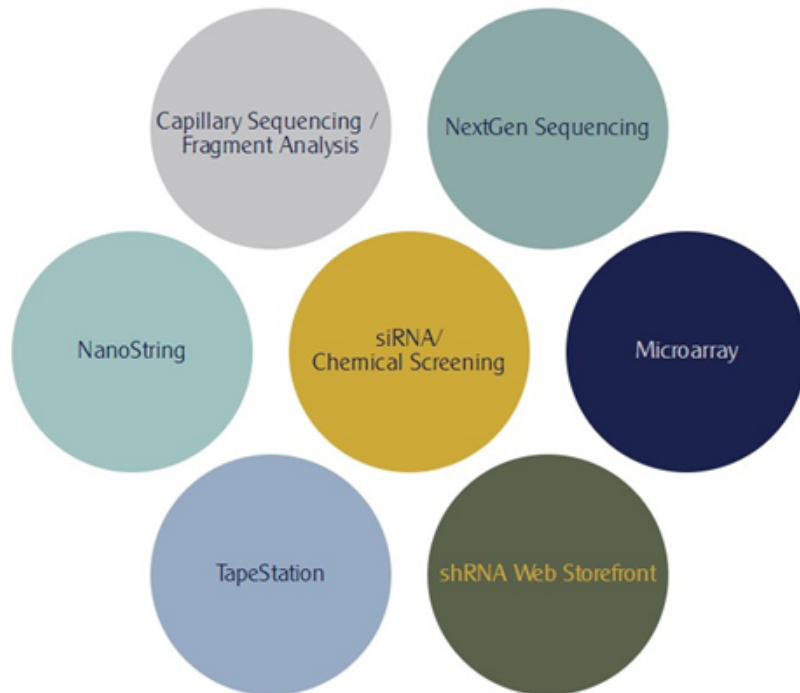 Capillary Sequencing /
Fragment Analysis
NextGen Sequencing
NanoString
siRNA/
Chemical Screening
Microarray
TapeStation
shRNA Web Storefront